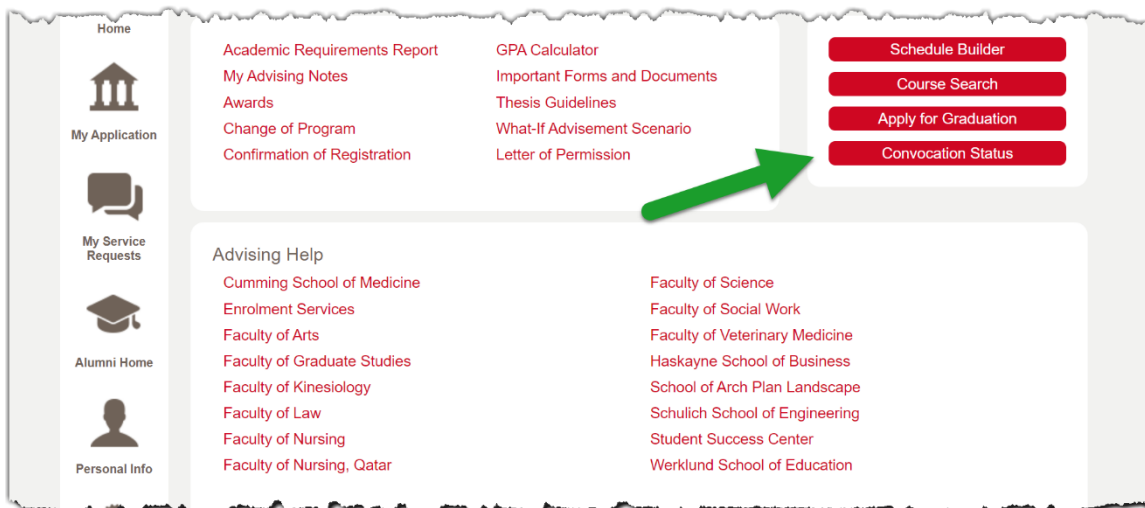 Home
My Application
My Service
Requests
Alumni Home
Personal Info
Academic Requirements Report
My Advising Notes
Awards
Change of Program
Confirmation of Registration
GPA Calculator
Important Forms and Documents
Thesis Guidelines
What-If Advisement Scenario
Letter of Permission
Schedule Builder
Course Search
Apply for Graduation
Convocation Status
Advising Help
Cumming School of Medicine
Enrolment Services
Faculty of Arts
Faculty of Graduate Studies
Faculty of Kinesiology
Faculty of Law
Faculty of Nursing
Faculty of Nursing, Qatar
Faculty of Science
Faculty of Social Work
Faculty of Veterinary Medicine
Haskayne School of Business
School of Arch Plan Landscape
Schulich School of Engineering
Student Success Center
Werklund School of Education